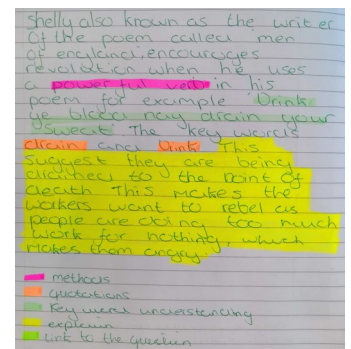 Shelly also known as the writer
Of the poem called 'men
of england', encourages
revolution when he uses
a powerful verb in his
poem for example 'Drink
ye blood nay drain your
sweat'. The key words
drain and Drink This
suggest they are being
drained to the point of
death This makes the
workers want to rebel as
people are doing too much
work for nothing, which
makes them angry.
methods
quotations
Key word understanding
explain
link to the question